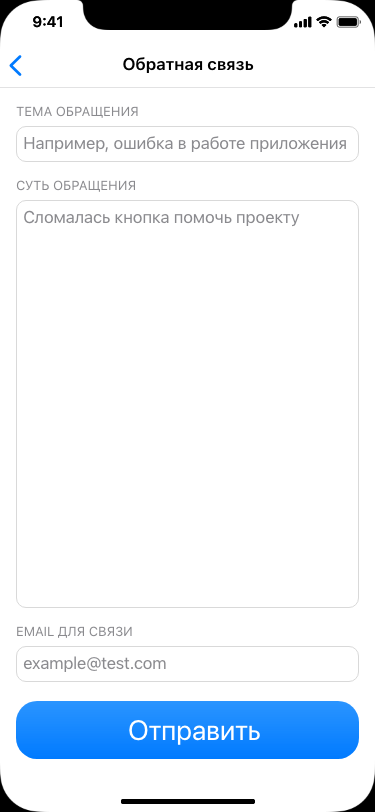 9:41
Обратная связь
ТЕМА ОБРАЩЕНИЯ
Например, ошибка в работе приложения
СУТЬ ОБРАЩЕНИЯ
Сломалась кнопка помочь проекту
EMAIL ДЛЯ СВЯЗИ
example@test.com
Отправить